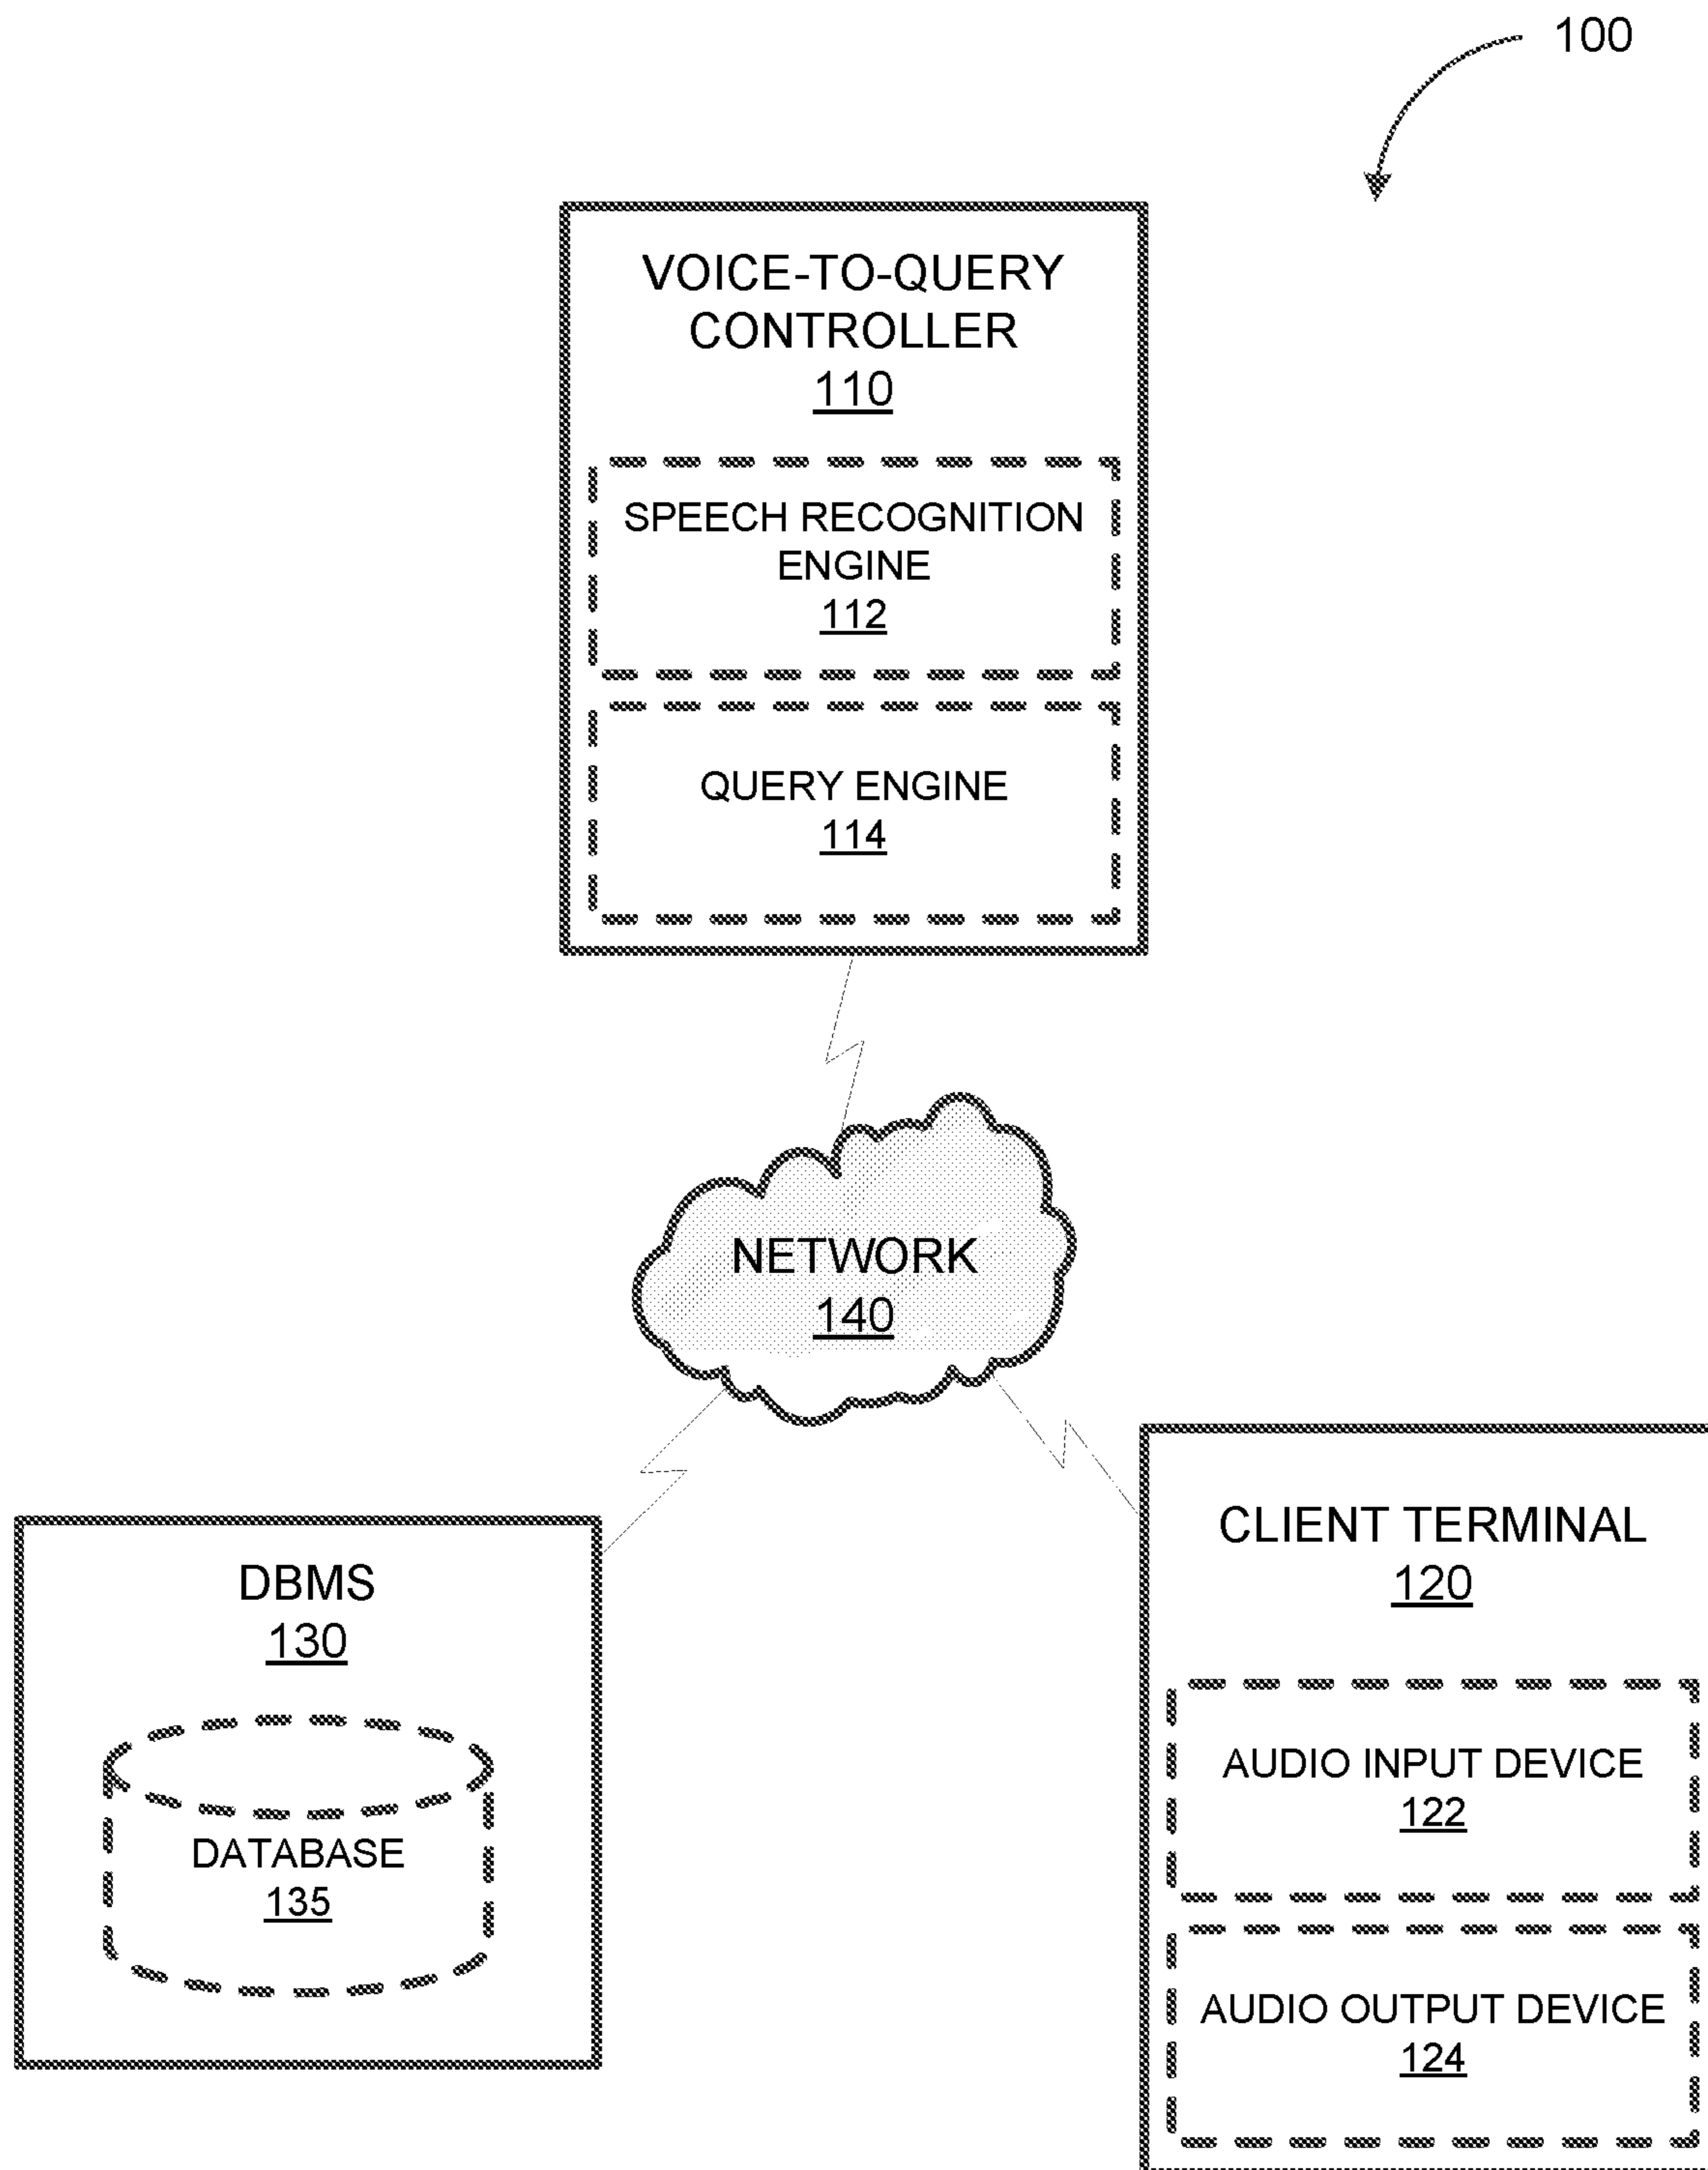 100
VOICE-TO-QUERY
CONTROLLER
110
SPEECH RECOGNITION
ENGINE
112
QUERY ENGINE
114
NETWORK
140
DBMS
130
DATABASE
135
CLIENT TERMINAL
120
AUDIO INPUT DEVICE
122
AUDIO OUTPUT DEVICE
124